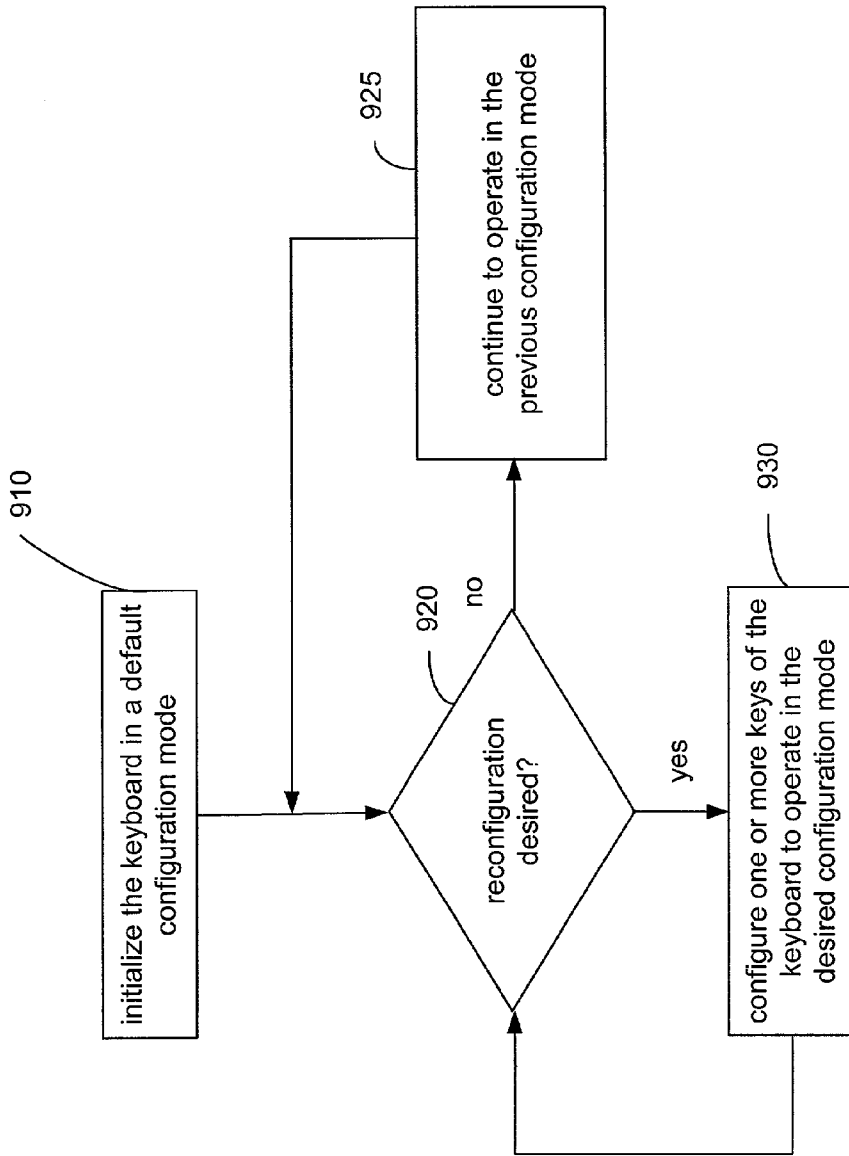 910
initialize the keyboard in a default
configuration mode
920
reconfiguration
desired?
no
925
continue to operate in the
previous configuration mode
yes
930
configure one or more keys of the
keyboard to operate in the
desired configuration mode